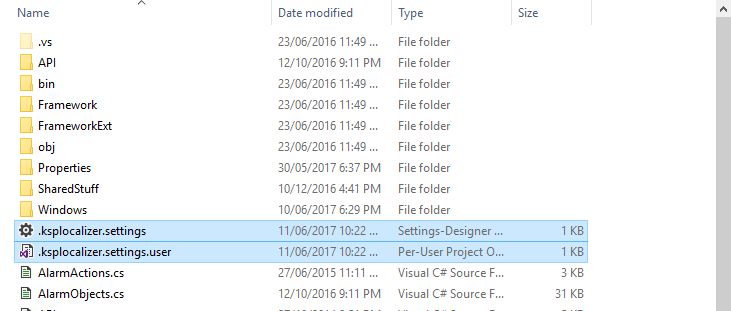 Name Date modified Type Size
.vs 23/06/2016 11:49 ... File folder
API 12/10/2016 9:11 PM File folder
bin 23/06/2016 11:49 ... File folder
Framework 23/06/2016 11:49 ... File folder
FrameworkExt 23/06/2016 11:49 ... File folder
obj 23/06/2016 11:49 ... File folder
Properties 30/05/2017 6:37 PM File folder
SharedStuff 10/12/2016 4:41 PM File folder
Windows 10/06/2017 6:29 PM File folder
.ksplocalizer.settings 11/06/2017 10:22 ... Settings-Designer ... 1 KB
.ksplocalizer.settings.user 11/06/2017 10:22 ... Per-User Project O... 1 KB
AlarmActions.cs 27/06/2015 11:11 ... Visual C# Source F... 3 KB
AlarmObjects.cs 12/10/2016 9:11 PM Visual C# Source F... 31 KB